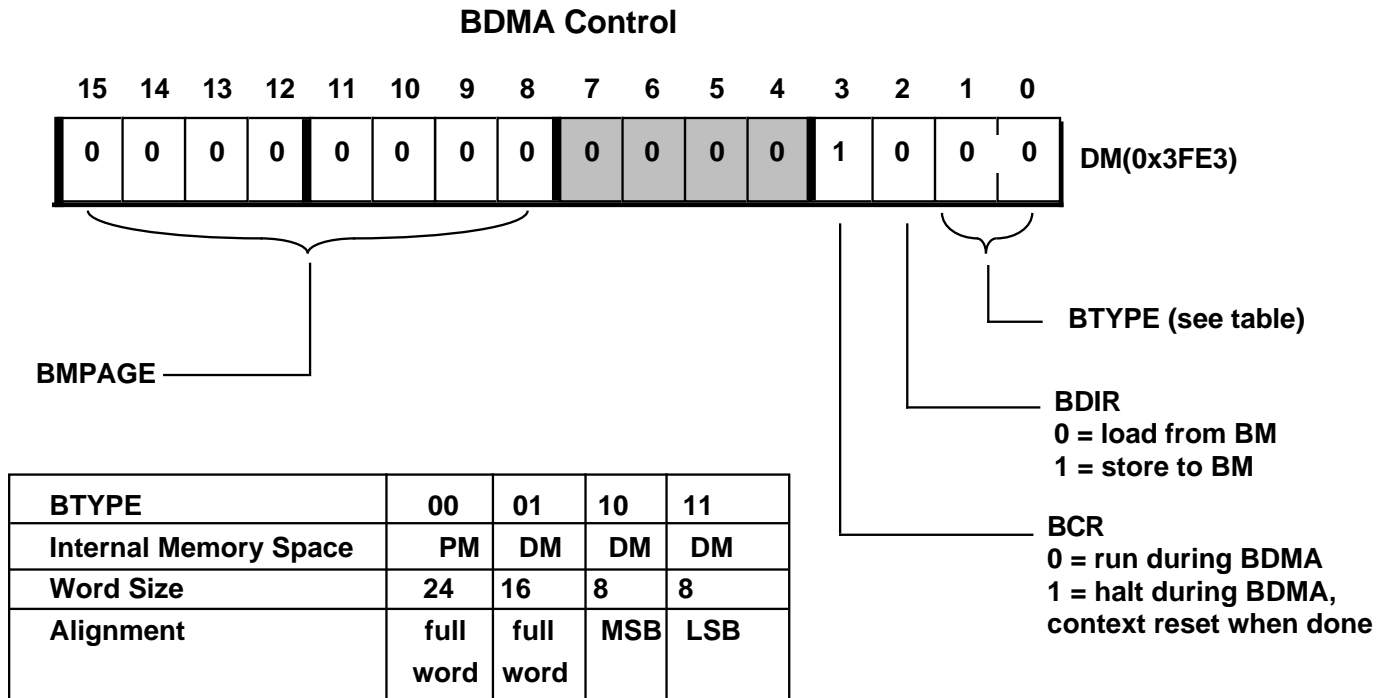 BDMA Control
15 14 13 12 11 10 9 8 7 6 5 4 3 2 1 0
0 0 0 0 0 0 0 0 0 0 0 0 1 0 0 0 DM(0x3FE3)
BTYPE (see table)
BMPAGE
BDIR
0 = load from BM
1 = store to BM
BCR
0 = run during BDMA
1 = halt during BDMA,
context reset when done
BTYPE 00 01 10 11
Internal Memory Space PM DM DM DM
Word Size 24 16 8 8
Alignment full full MSB LSB
word word